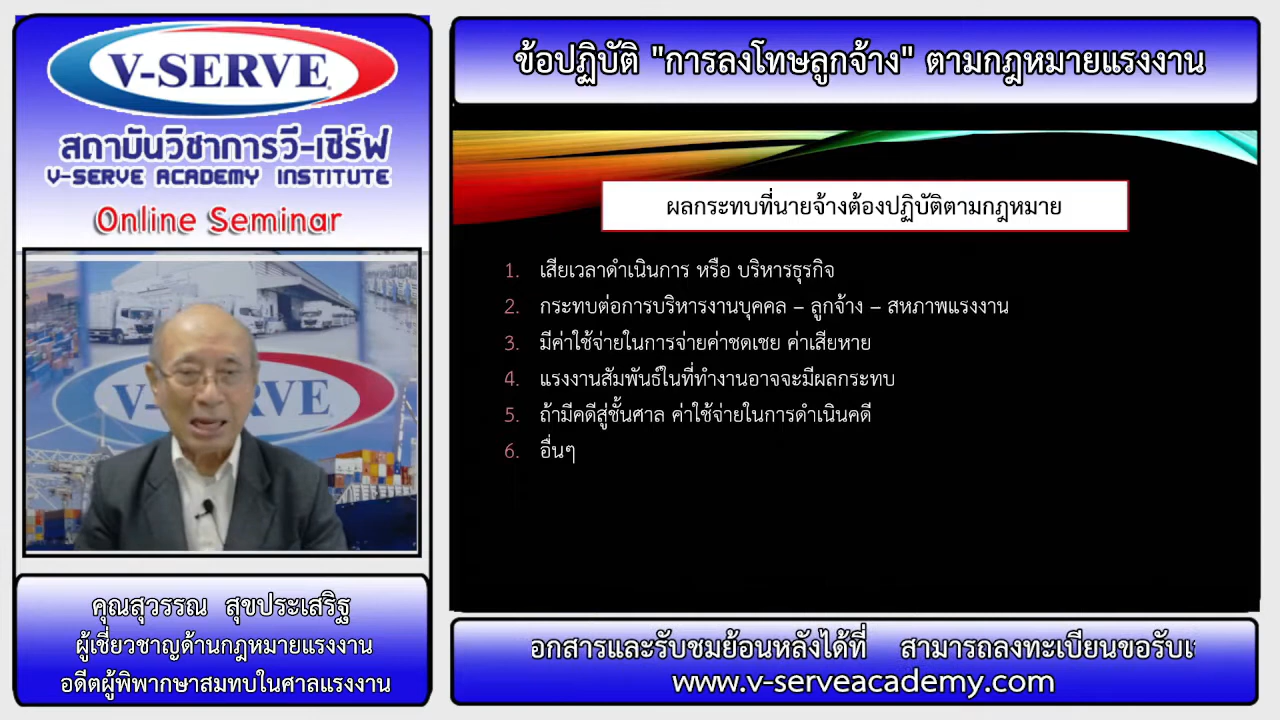 V-SERVE
สถาบันวิชาการวี-เซิร์ฟ
V-SERVE ACADEMY INSTITUTE
Online Seminar
คุณสุวรรณ สุขประเสริฐ
ผู้เชี่ยวชาญด้านกฎหมายแรงงาน
อดีตผู้พิพากษาสมทบในศาลแรงงาน
ข้อปฏิบัติ "การลงโทษลูกจ้าง" ตามกฎหมายแรงงาน
ผลกระทบที่นายจ้างต้องปฏิบัติตามกฎหมาย
1. เสียเวลาดำเนินการ หรือ บริหารธุรกิจ
2. กระทบต่อการบริหารงานบุคคล – ลูกจ้าง – สหภาพแรงงาน
3. มีค่าใช้จ่ายในการจ่ายค่าชดเชย ค่าเสียหาย
4. แรงงานสัมพันธ์ในที่ทำงานอาจจะมีผลกระทบ
5. ถ้ามีคดีสู่ชั้นศาล ค่าใช้จ่ายในการดำเนินคดี
6. อื่นๆ
อกสารและรับชมย้อนหลังได้ที่ สามารถลงทะเบียนขอรับเ
www.v-serveacademy.com